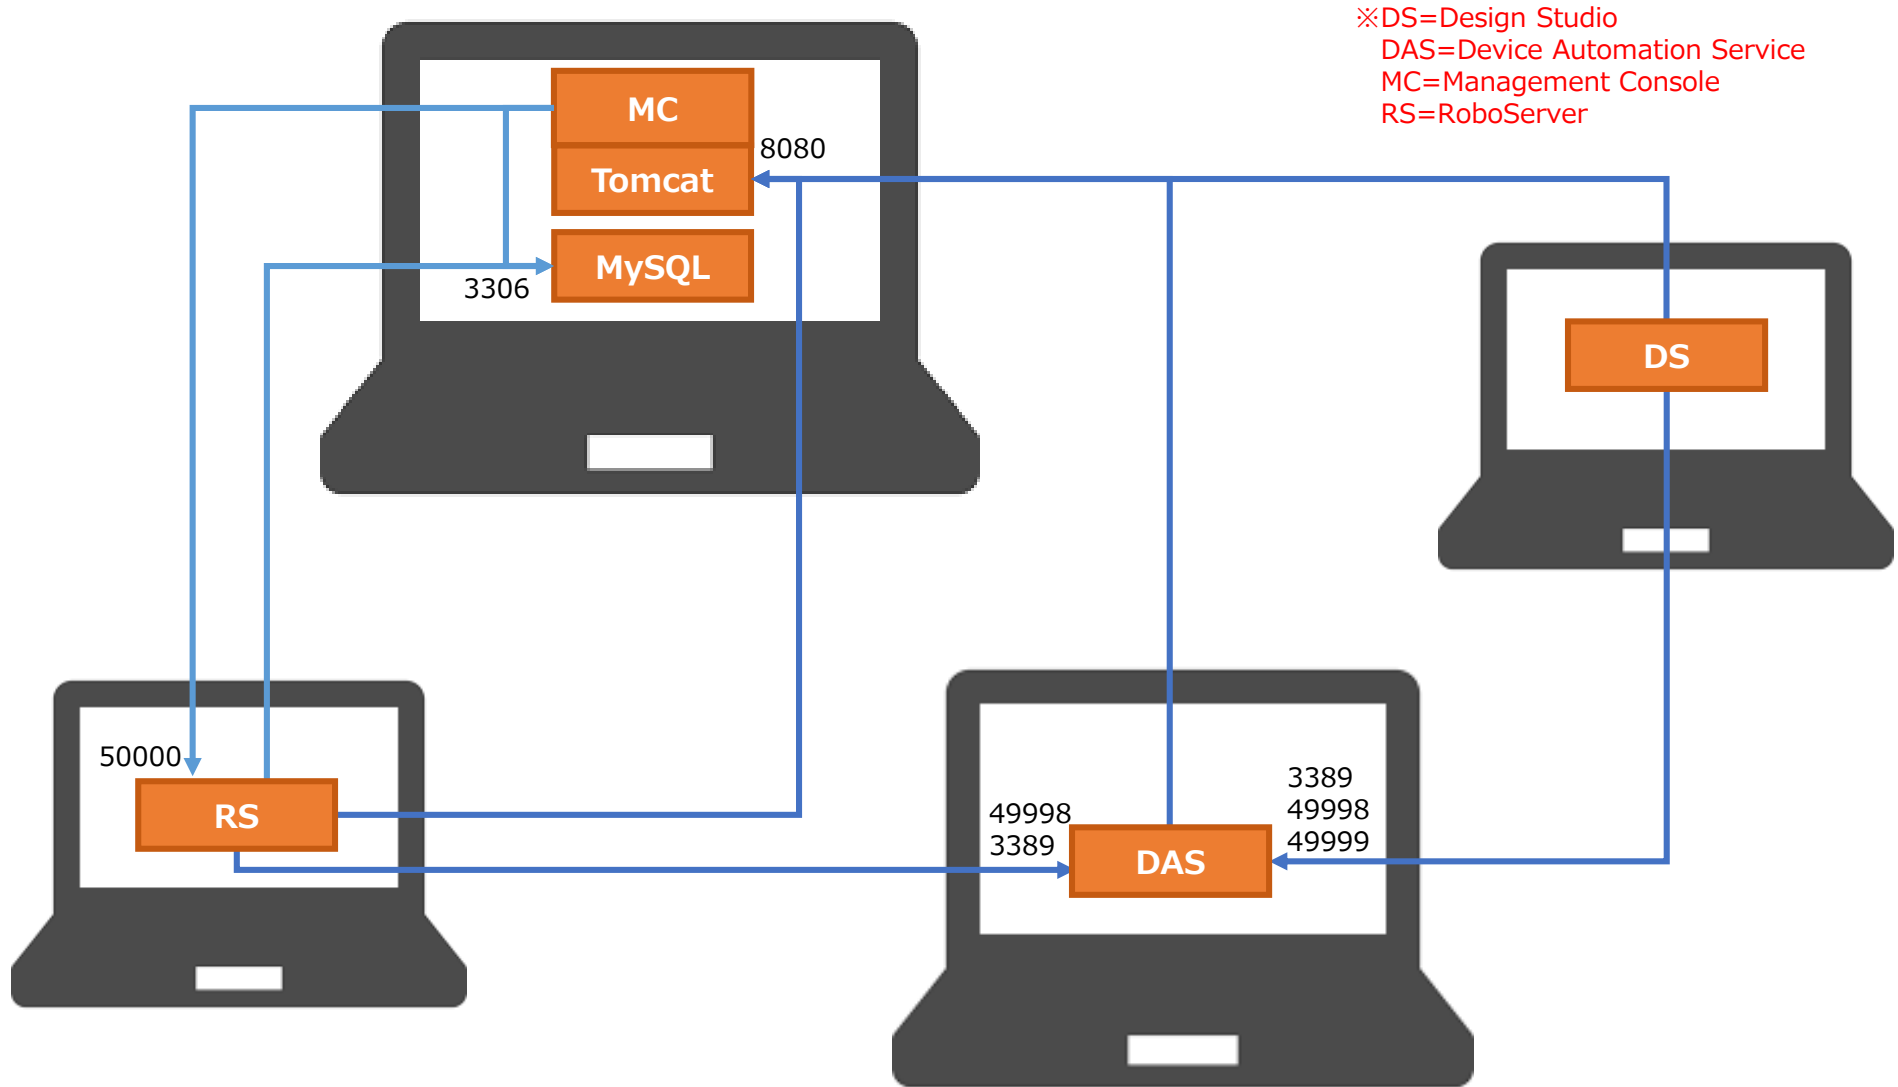 ※DS=Design Studio
DAS=Device Automation Service
MC=Management Console
RS=RoboServer
MC
8080
Tomcat
MySQL
3306
DS
50000
RS
49998
3389
DAS
3389
49998
49999